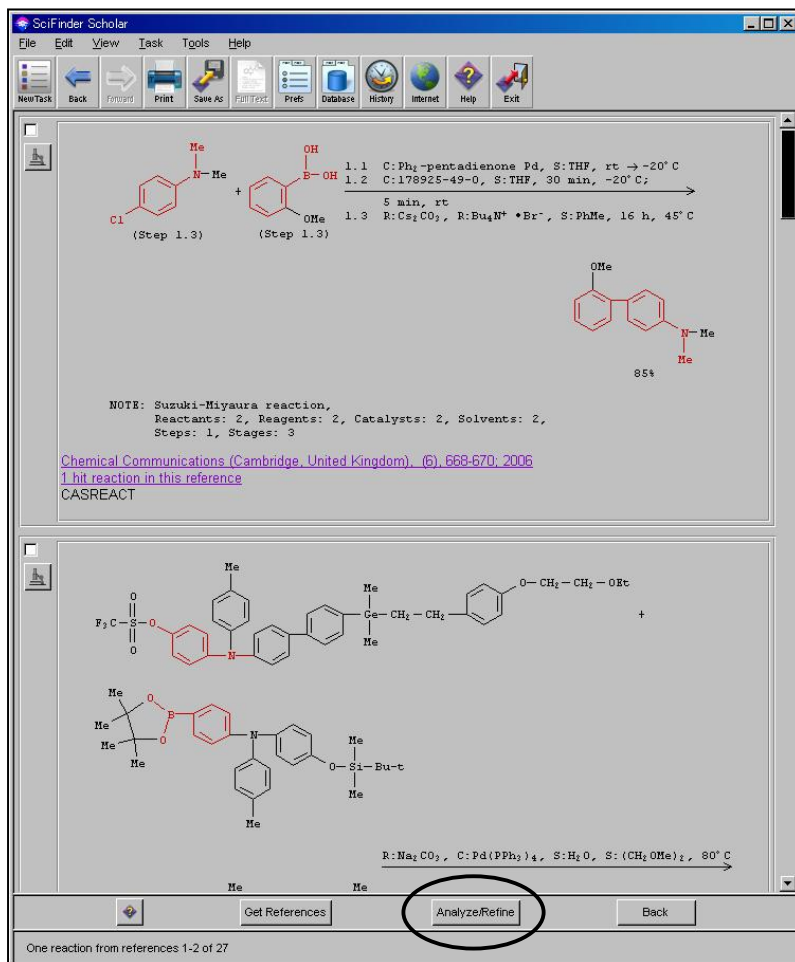 SciFinder Scholar
File Edit View Task Tools Help
New Task Back Forward Print Save As Full Text Prefs Database History Internet Help Exit
Me
N—Me
Cl
(Step 1.3)
+
OH
B—OH
OMe
(Step 1.3)
1.1 C:Ph₂-pentadienone Pd, S:THF, rt → -20°C
1.2 C:178925-49-0, S:THF, 30 min, -20°C;
5 min, rt
1.3 R:Cs₂CO₃, R:Bu₄N⁺ •Br⁻, S:PhMe, 16 h, 45°C
OMe
N—Me
Me
85%
NOTE: Suzuki-Miyaura reaction,
Reactants: 2, Reagents: 2, Catalysts: 2, Solvents: 2,
Steps: 1, Stages: 3
Chemical Communications (Cambridge, United Kingdom), (6), 668-670; 2006
1 hit reaction in this reference
CASREACT
Me
O
F₃C—S—O
O
N
Me
Ge—CH₂—CH₂
Me
O—CH₂—CH₂—OEt
+
Me
Me
O
B
Me
O
Me
N
Me
Me
O—Si—Bu-t
Me
R:Na₂CO₃, C:Pd(PPh₃)₄, S:H₂O, S:(CH₂OMe)₂, 80°C
Me Me
Get References Analyze/Refine Back
One reaction from references 1-2 of 27